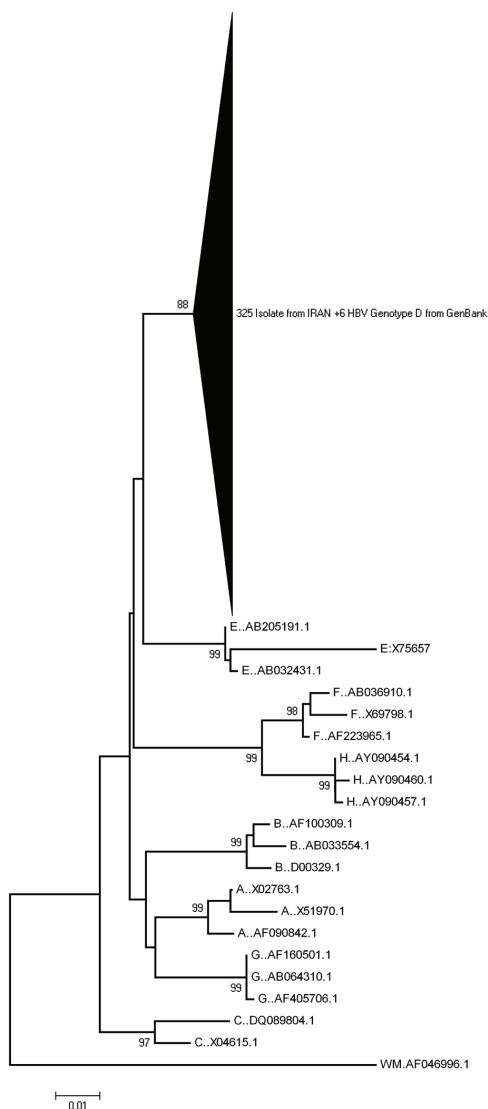 88
325 Isolate from IRAN +6 HBV Genotype D from GenBank
E..AB205191.1
99
E:X75657
E..AB032431.1
F..AB036910.1
98
F..X69798.1
F..AF223965.1
99
H..AY090454.1
99
H..AY090460.1
H..AY090457.1
B..AF100309.1
99
B..AB033554.1
B..D00329.1
A..X02763.1
99
A..X51970.1
A..AF090842.1
G..AF160501.1
G..AB064310.1
99
G..AF405706.1
C..DQ089804.1
97
C..X04615.1
WM.AF046996.1
0.01